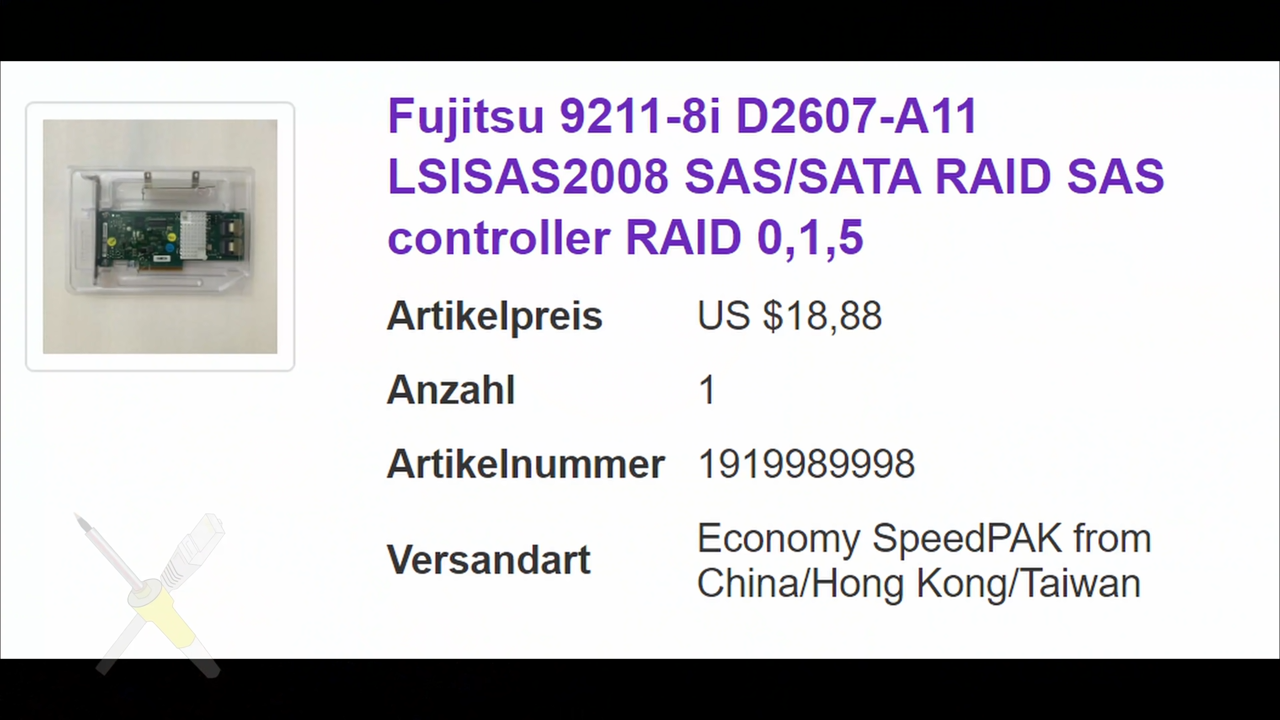 Fujitsu 9211-8i D2607-A11
LSISAS2008 SAS/SATA RAID SAS
controller RAID 0,1,5
Artikelpreis US $18,88
Anzahl 1
Artikelnummer 1919989998
Versandart Economy SpeedPAK from
China/Hong Kong/Taiwan